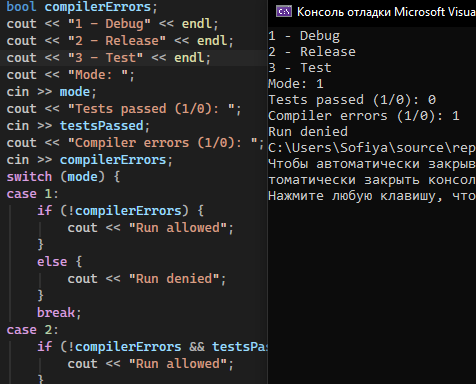 bool compilerErrors;
cout << "1 - Debug" << endl;
cout << "2 - Release" << endl;
cout << "3 - Test" << endl;
cout << "Mode: ";
cin >> mode;
cout << "Tests passed (1/0): ";
cin >> testsPassed;
cout << "Compiler errors (1/0): ";
cin >> compilerErrors;
switch (mode) {
case 1:
if (!compilerErrors) {
cout << "Run allowed";
}
else {
cout << "Run denied";
}
break;
case 2:
if (!compilerErrors && testsPas
cout << "Run allowed";
}
Консоль отладки Microsoft Visua
1 - Debug
2 - Release
3 - Test
Mode: 1
Tests passed (1/0): 0
Compiler errors (1/0): 1
Run denied
C:\Users\Sofiya\source\rep
Чтобы автоматически закрыв
томатически закрыть консол
Нажмите любую клавишу, что